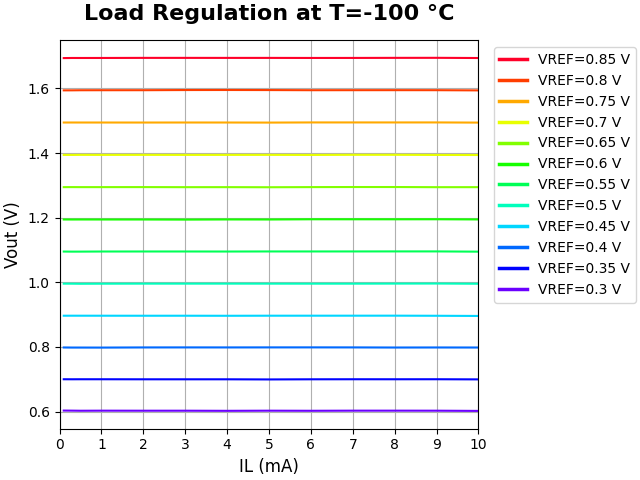 Load Regulation at T=-100 °C
Vout (V)
1.6
1.4
1.2
1.0
0.8
0.6
0 1 2 3 4 5 6 7 8 9 10
IL (mA)
VREF=0.85 V
VREF=0.8 V
VREF=0.75 V
VREF=0.7 V
VREF=0.65 V
VREF=0.6 V
VREF=0.55 V
VREF=0.5 V
VREF=0.45 V
VREF=0.4 V
VREF=0.35 V
VREF=0.3 V